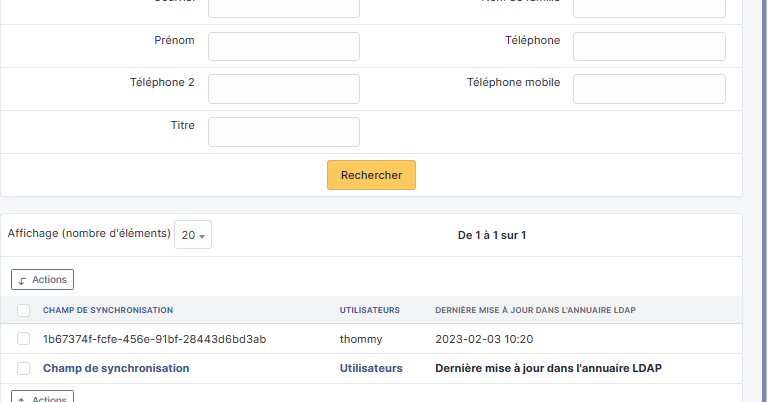 Prénom
Téléphone
Téléphone 2
Téléphone mobile
Titre
Rechercher
Affichage (nombre d'éléments) 20
De 1 à 1 sur 1
Actions
CHAMP DE SYNCHRONISATION UTILISATEURS DERNIÈRE MISE À JOUR DANS L'ANNUAIRE LDAP
1b67374f-fcfe-456e-91bf-28443d6bd3ab thommy 2023-02-03 10:20
Champ de synchronisation Utilisateurs Dernière mise à jour dans l'annuaire LDAP
Actions